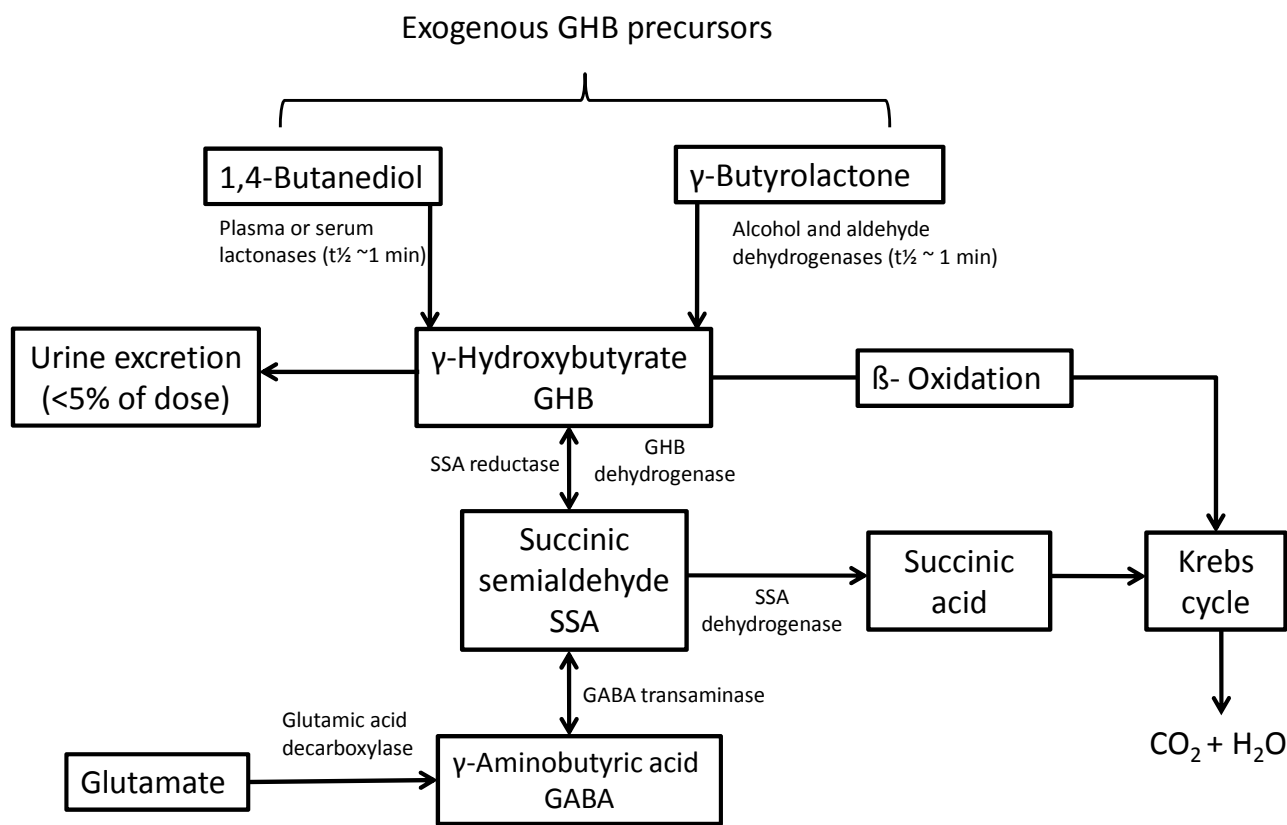 Exogenous GHB precursors
1,4-Butanediol
γ-Butyrolactone
Plasma or serum
lactonases (t½ ~1 min)
Alcohol and aldehyde
dehydrogenases (t½ ~ 1 min)
Urine excretion
(<5% of dose)
γ-Hydroxybutyrate
GHB
ß- Oxidation
SSA reductase
GHB
dehydrogenase
Succinic
semialdehyde
SSA
SSA
dehydrogenase
Succinic
acid
Krebs
cycle
GABA transaminase
Glutamic acid
decarboxylase
Glutamate
γ-Aminobutyric acid
GABA
CO₂ + H₂O